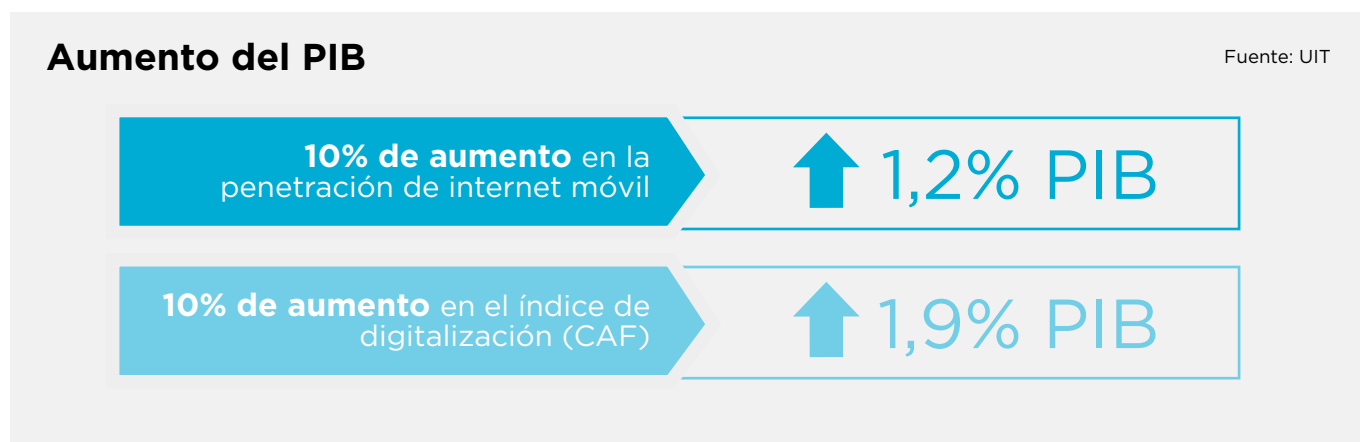 Aumento del PIB
Fuente: UIT
10% de aumento en la
penetración de internet móvil
1,2% PIB
10% de aumento en el índice de
digitalización (CAF)
1,9% PIB